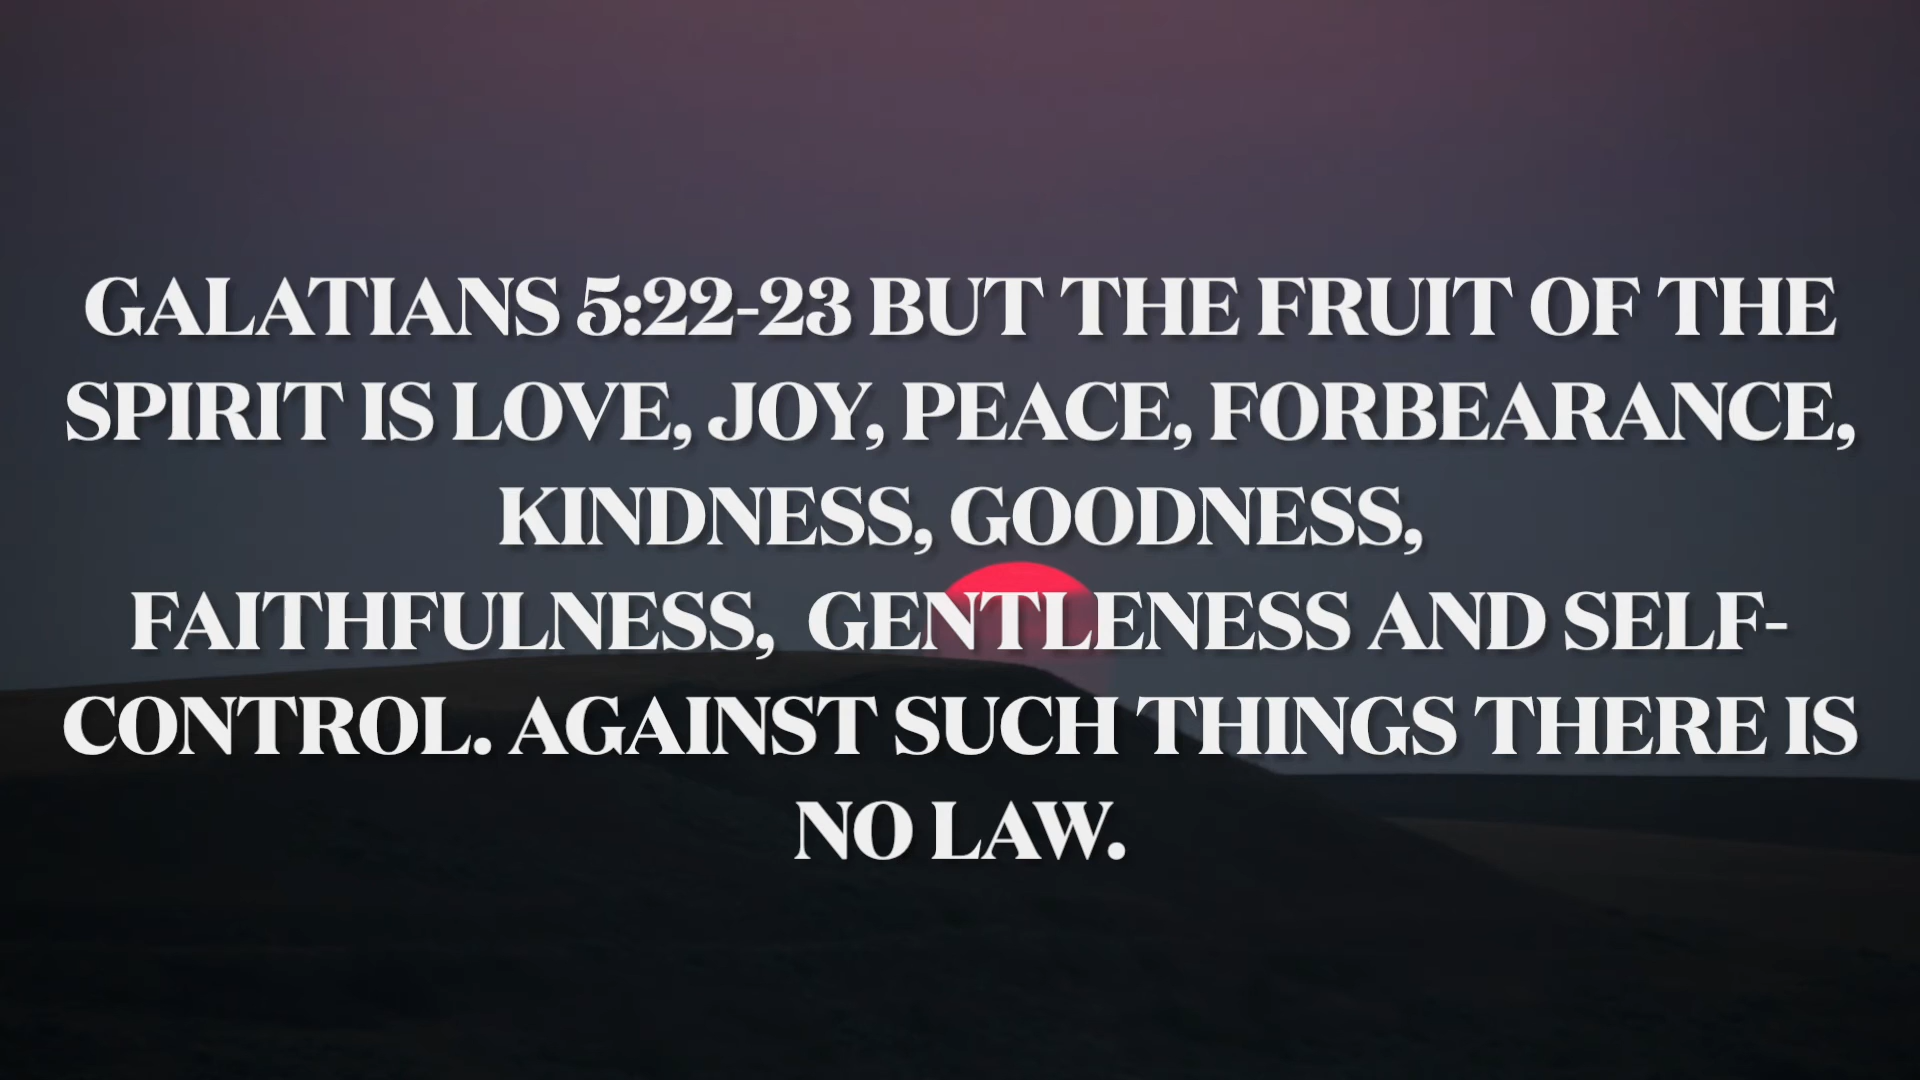 GALATIANS 5:22-23 BUT THE FRUIT OF THE
SPIRIT IS LOVE, JOY, PEACE, FORBEARANCE,
KINDNESS, GOODNESS,
FAITHFULNESS,  GENTLENESS AND SELF-
CONTROL. AGAINST SUCH THINGS THERE IS
NO LAW.